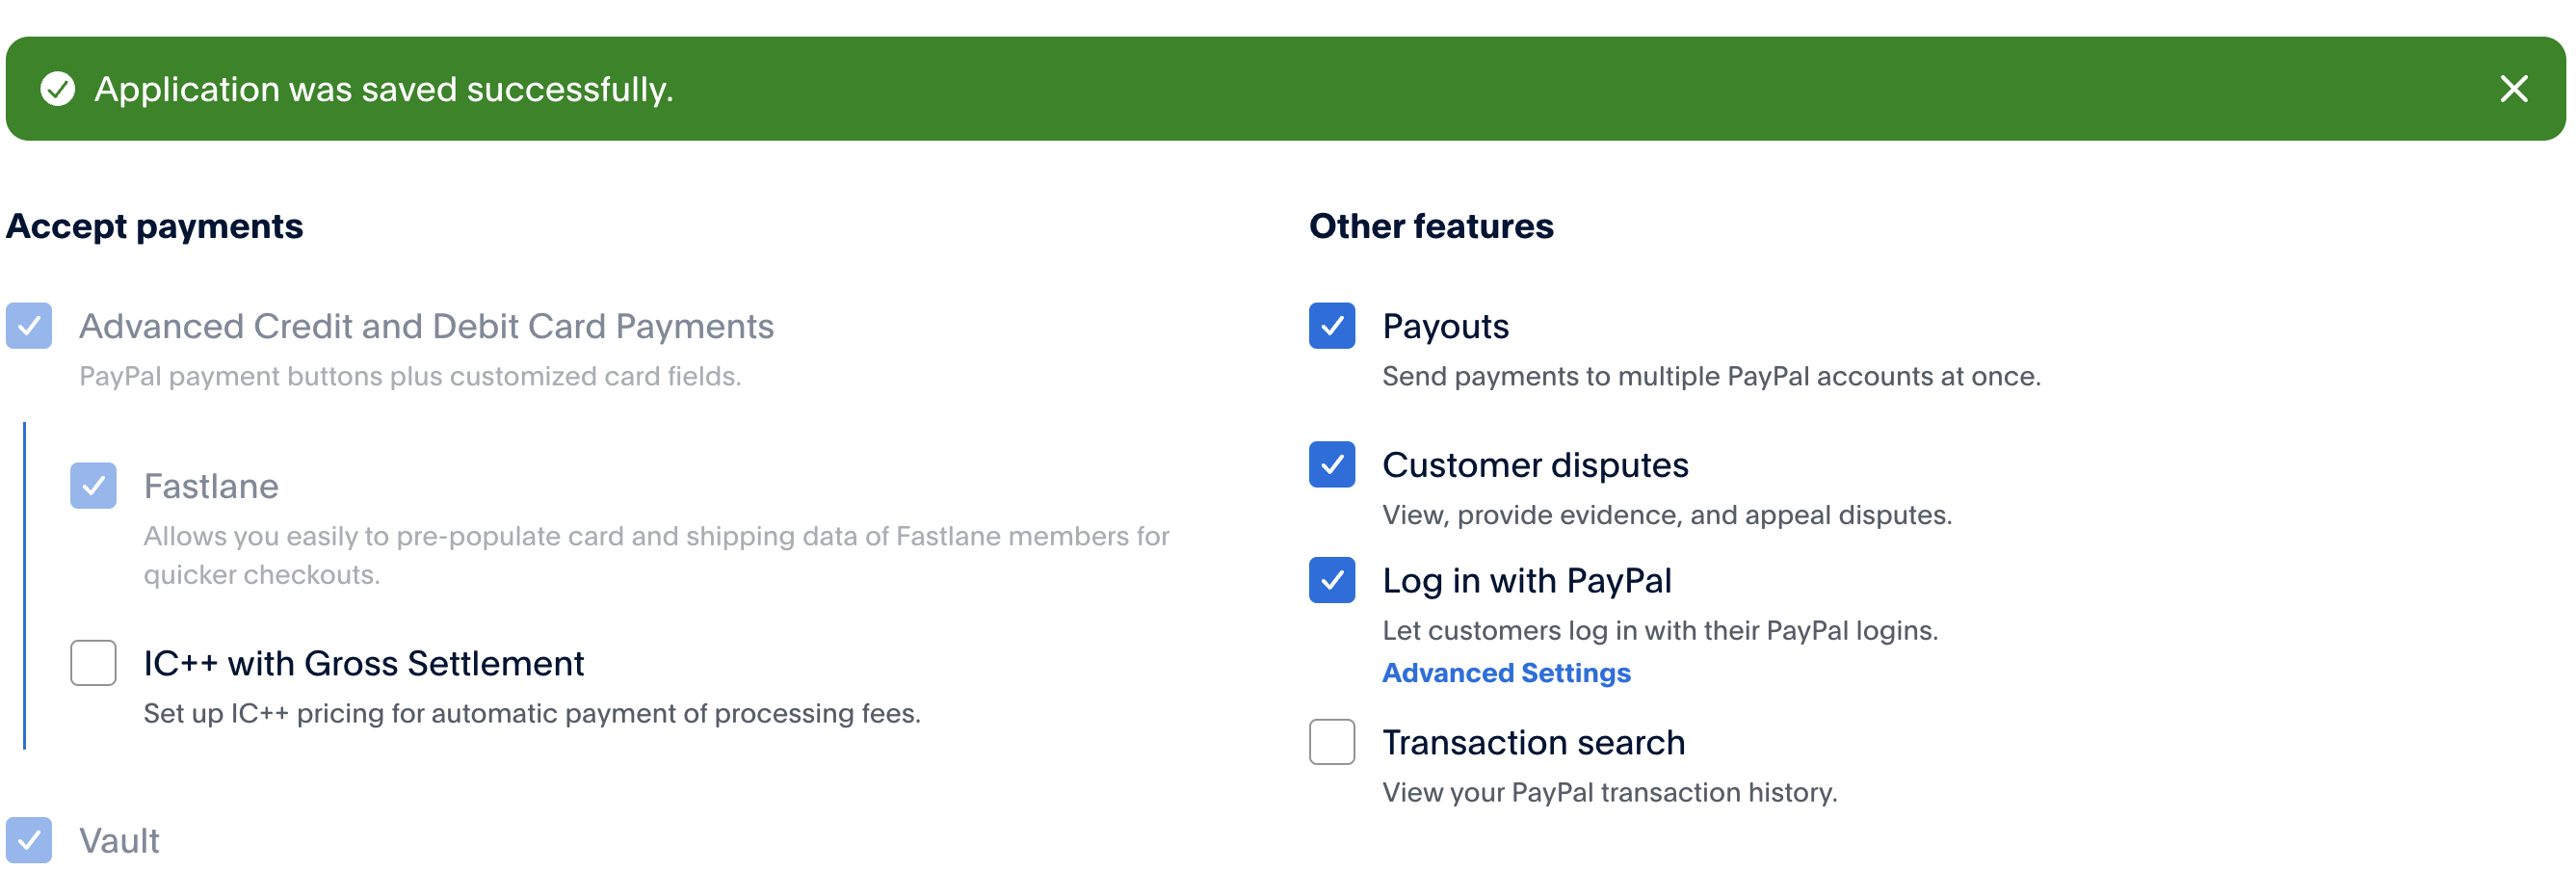 Application was saved successfully.
Accept payments
Advanced Credit and Debit Card Payments
PayPal payment buttons plus customized card fields.
Fastlane
Allows you easily to pre-populate card and shipping data of Fastlane members for
quicker checkouts.
IC++ with Gross Settlement
Set up IC++ pricing for automatic payment of processing fees.
Vault
Other features
Payouts
Send payments to multiple PayPal accounts at once.
Customer disputes
View, provide evidence, and appeal disputes.
Log in with PayPal
Let customers log in with their PayPal logins.
Advanced Settings
Transaction search
View your PayPal transaction history.